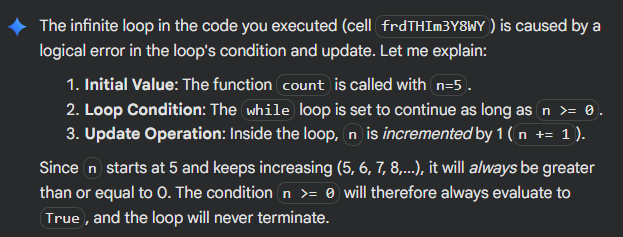 The infinite loop in the code you executed (cell frdTHIm3Y8WY) is caused by a
logical error in the loop's condition and update. Let me explain:
1. Initial Value: The function count is called with n=5.
2. Loop Condition: The while loop is set to continue as long as n >= 0.
3. Update Operation: Inside the loop, n is incremented by 1 (n += 1).
Since n starts at 5 and keeps increasing (5, 6, 7, 8,...), it will always be greater
than or equal to 0. The condition n >= 0 will therefore always evaluate to
True, and the loop will never terminate.